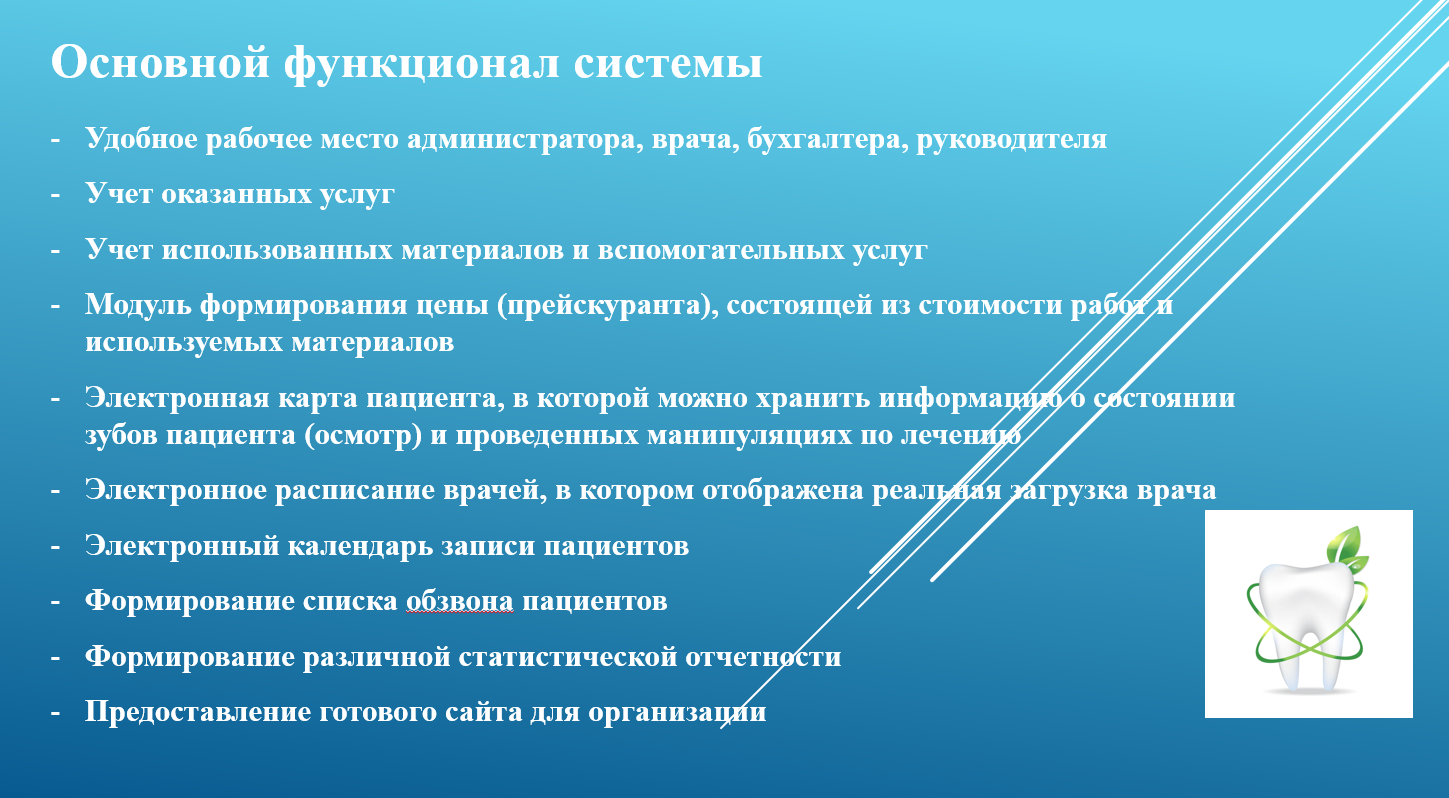 Основной функционал системы
- Удобное рабочее место администратора, врача, бухгалтера, руководителя
- Учет оказанных услуг
- Учет использованных материалов и вспомогательных услуг
- Модуль формирования цены (прейскуранта), состоящей из стоимости работ и
используемых материалов
- Электронная карта пациента, в которой можно хранить информацию о состоянии
зубов пациента (осмотр) и проведенных манипуляциях по лечению
- Электронное расписание врачей, в котором отображена реальная загрузка врача
- Электронный календарь записи пациентов
- Формирование списка обзвона пациентов
- Формирование различной статистической отчетности
- Предоставление готового сайта для организации